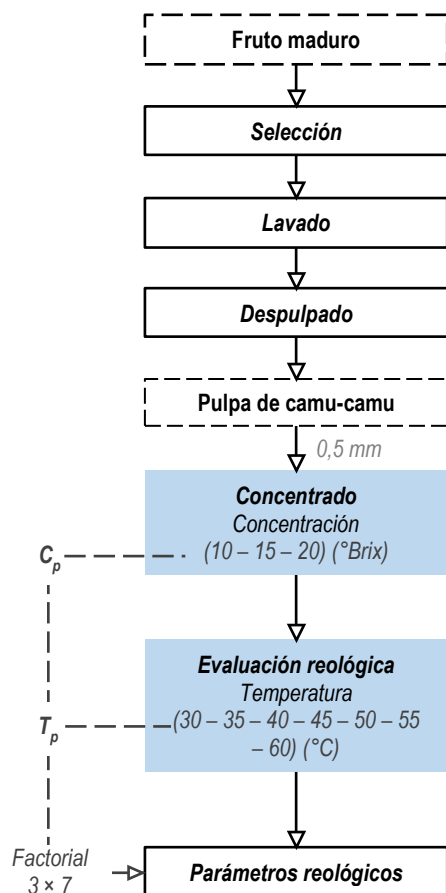 Fruto maduro
Selección
Lavado
Despulpado
Pulpa de camu-camu
0,5 mm
Concentrado
Concentración
(10 – 15 – 20) (°Brix)
C_p
Evaluación reológica
Temperatura
(30 – 35 – 40 – 45 – 50 – 55
– 60) (°C)
T_p
Factorial
3 × 7
Parámetros reológicos